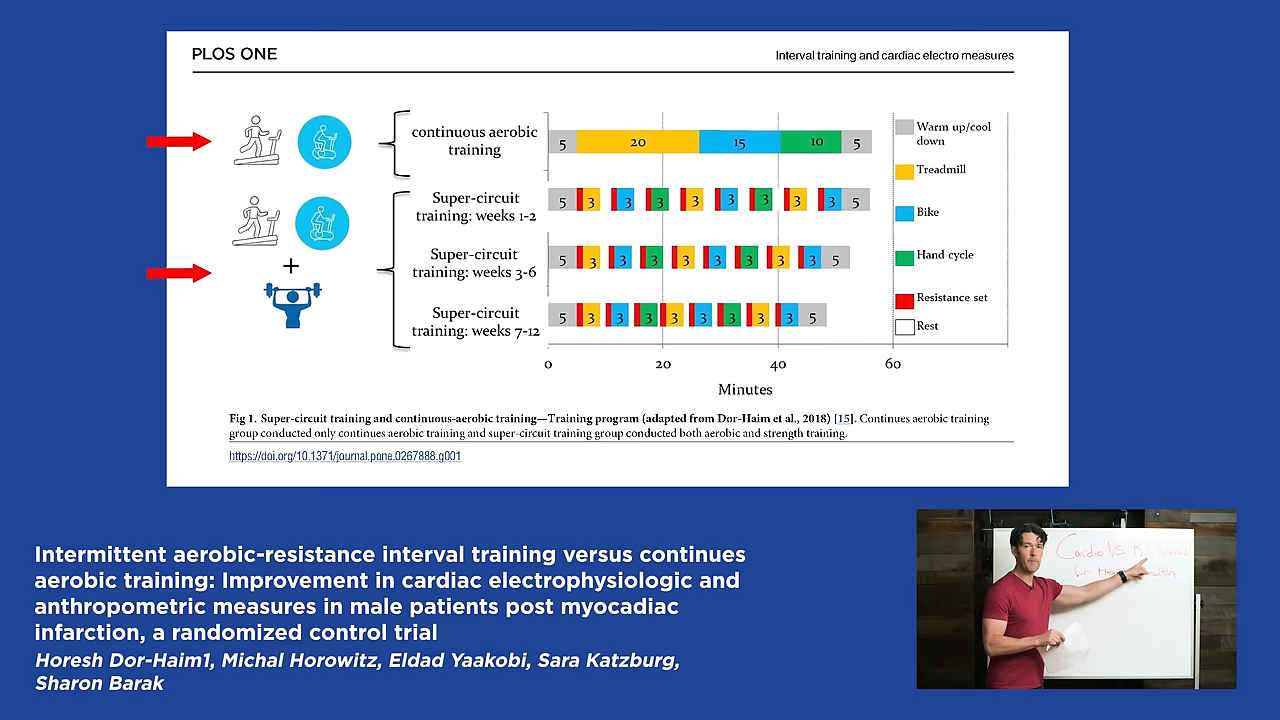 PLOS ONE
Interval training and cardiac electro measures
continuous aerobic
training
5 20 15 10 5
Super-circuit
training: weeks 1-2
5 3 3 3 3 3 3 3 3 5
Super-circuit
training: weeks 3-6
5 3 3 3 3 3 3 3 3 5
Super-circuit
training: weeks 7-12
5 3 3 3 3 3 3 3 3 5
Warm up/cool
down
Treadmill
Bike
Hand cycle
Resistance set
Rest
0 20 40 60
Minutes
Fig 1. Super-circuit training and continuous-aerobic training—Training program (adapted from Dor-Haim et al., 2018) [15]. Continues aerobic training
group conducted only continues aerobic training and super-circuit training group conducted both aerobic and strength training.
https://doi.org/10.1371/journal.pone.0267888.g001
Intermittent aerobic-resistance interval training versus continues
aerobic training: Improvement in cardiac electrophysiologic and
anthropometric measures in male patients post myocadiac
infarction, a randomized control trial
Horesh Dor-Haim1, Michal Horowitz, Eldad Yaakobi, Sara Katzburg,
Sharon Barak
Cardio Vs
for